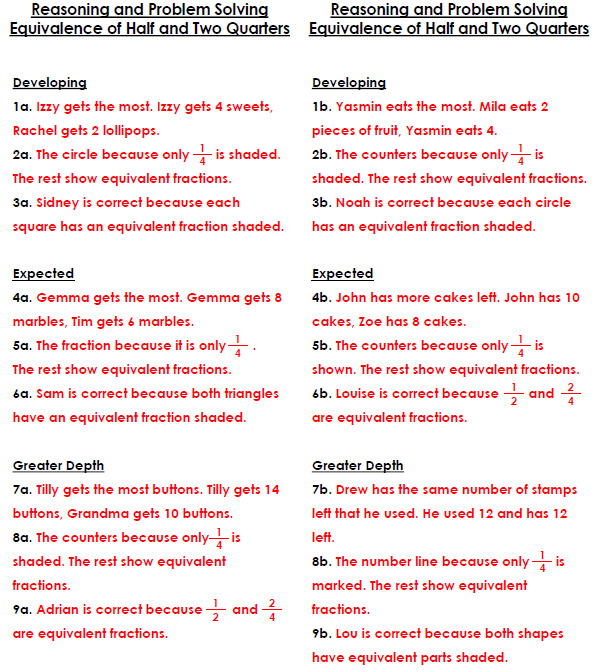 Reasoning and Problem Solving
Equivalence of Half and Two Quarters
Developing
1a. Izzy gets the most. Izzy gets 4 sweets,
Rachel gets 2 lollipops.
2a. The circle because only 1/4 is shaded.
The rest show equivalent fractions.
3a. Sidney is correct because each
square has an equivalent fraction shaded.
Expected
4a. Gemma gets the most. Gemma gets 8
marbles, Tim gets 6 marbles.
5a. The fraction because it is only 1/4 .
The rest show equivalent fractions.
6a. Sam is correct because both triangles
have an equivalent fraction shaded.
Greater Depth
7a. Tilly gets the most buttons. Tilly gets 14
buttons, Grandma gets 10 buttons.
8a. The counters because only 1/4 is
shaded. The rest show equivalent
fractions.
9a. Adrian is correct because 1/2 and 2/4
are equivalent fractions.
Reasoning and Problem Solving
Equivalence of Half and Two Quarters
Developing
1b. Yasmin eats the most. Mila eats 2
pieces of fruit, Yasmin eats 4.
2b. The counters because only 1/4 is
shaded. The rest show equivalent fractions.
3b. Noah is correct because each circle
has an equivalent fraction shaded.
Expected
4b. John has more cakes left. John has 10
cakes, Zoe has 8 cakes.
5b. The counters because only 1/4 is
shown. The rest show equivalent fractions.
6b. Louise is correct because 1/2 and 2/4
are equivalent fractions.
Greater Depth
7b. Drew has the same number of stamps
left that he used. He used 12 and has 12
left.
8b. The number line because only 1/4 is
marked. The rest show equivalent
fractions.
9b. Lou is correct because both shapes
have equivalent parts shaded.